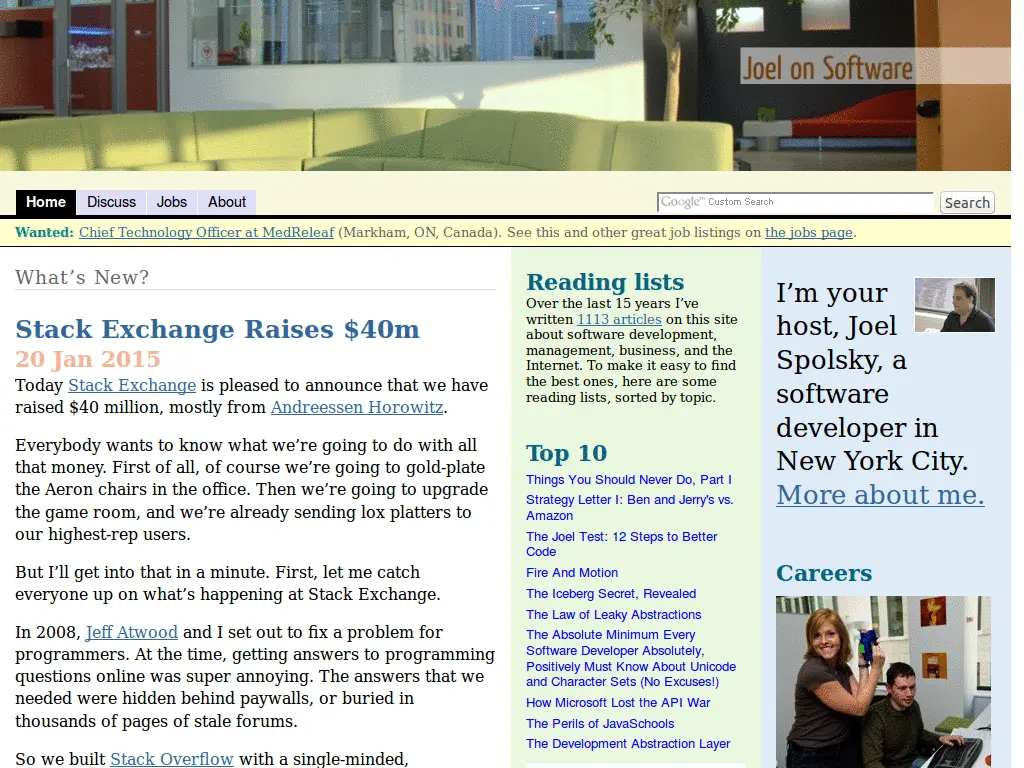 Joel on Software
Home Discuss Jobs About
Google™ Custom Search
Search
Wanted: Chief Technology Officer at MedReleaf (Markham, ON, Canada). See this and other great job listings on the jobs page.
What’s New?
Stack Exchange Raises $40m
20 Jan 2015
Today Stack Exchange is pleased to announce that we have
raised $40 million, mostly from Andreessen Horowitz.
Everybody wants to know what we’re going to do with all
that money. First of all, of course we’re going to gold-plate
the Aeron chairs in the office. Then we’re going to upgrade
the game room, and we’re already sending lox platters to
our highest-rep users.
But I’ll get into that in a minute. First, let me catch
everyone up on what’s happening at Stack Exchange.
In 2008, Jeff Atwood and I set out to fix a problem for
programmers. At the time, getting answers to programming
questions online was super annoying. The answers that we
needed were hidden behind paywalls, or buried in
thousands of pages of stale forums.
So we built Stack Overflow with a single-minded,
Reading lists
Over the last 15 years I’ve
written 1113 articles on this site
about software development,
management, business, and the
Internet. To make it easy to find
the best ones, here are some
reading lists, sorted by topic.
Top 10
Things You Should Never Do, Part I
Strategy Letter I: Ben and Jerry's vs.
Amazon
The Joel Test: 12 Steps to Better
Code
Fire And Motion
The Iceberg Secret, Revealed
The Law of Leaky Abstractions
The Absolute Minimum Every
Software Developer Absolutely,
Positively Must Know About Unicode
and Character Sets (No Excuses!)
How Microsoft Lost the API War
The Perils of JavaSchools
The Development Abstraction Layer
I’m your
host, Joel
Spolsky, a
software
developer in
New York City.
More about me.
Careers